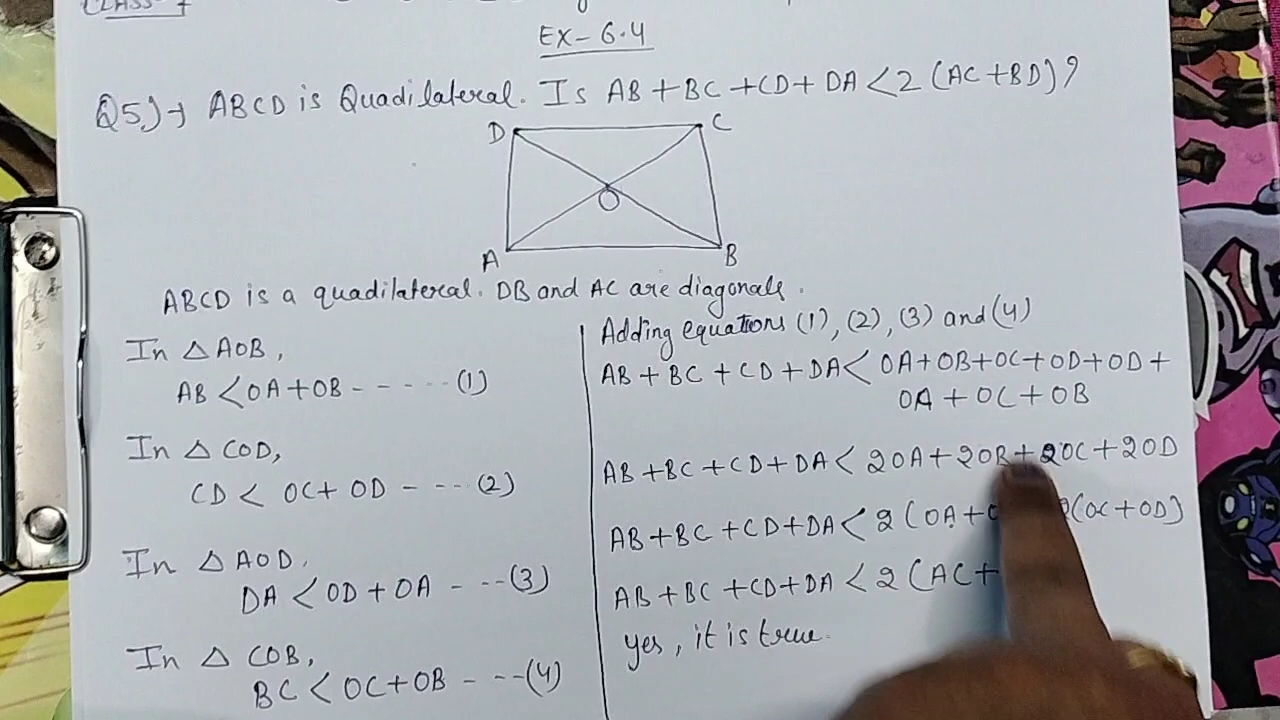 CLASS-7
EX-6.4
Q5.)→ ABCD is Quadilateral. Is AB+BC+CD+DA<2(AC+BD)?
D C
O
A B
ABCD is a quadilateral. DB and AC are diagonals.
In △AOB,
AB<OA+OB-----(1)
In △COD,
CD< OC+OD-----(2)
In △AOD.
DA<OD+OA----(3)
In △ COB,
BC<OC+OB----(4)
Adding equations (1), (2), (3) and (4)
AB+BC+CD+DA<OA+OB+OC+OD+OD+
OA+OC+OB
AB+BC+CD+DA<2OA+2OB+2OC+2OD
AB+BC+CD+DA<2(OA+ (OC+OD)
AB+BC+CD+DA<2(AC+
yes, it is true.